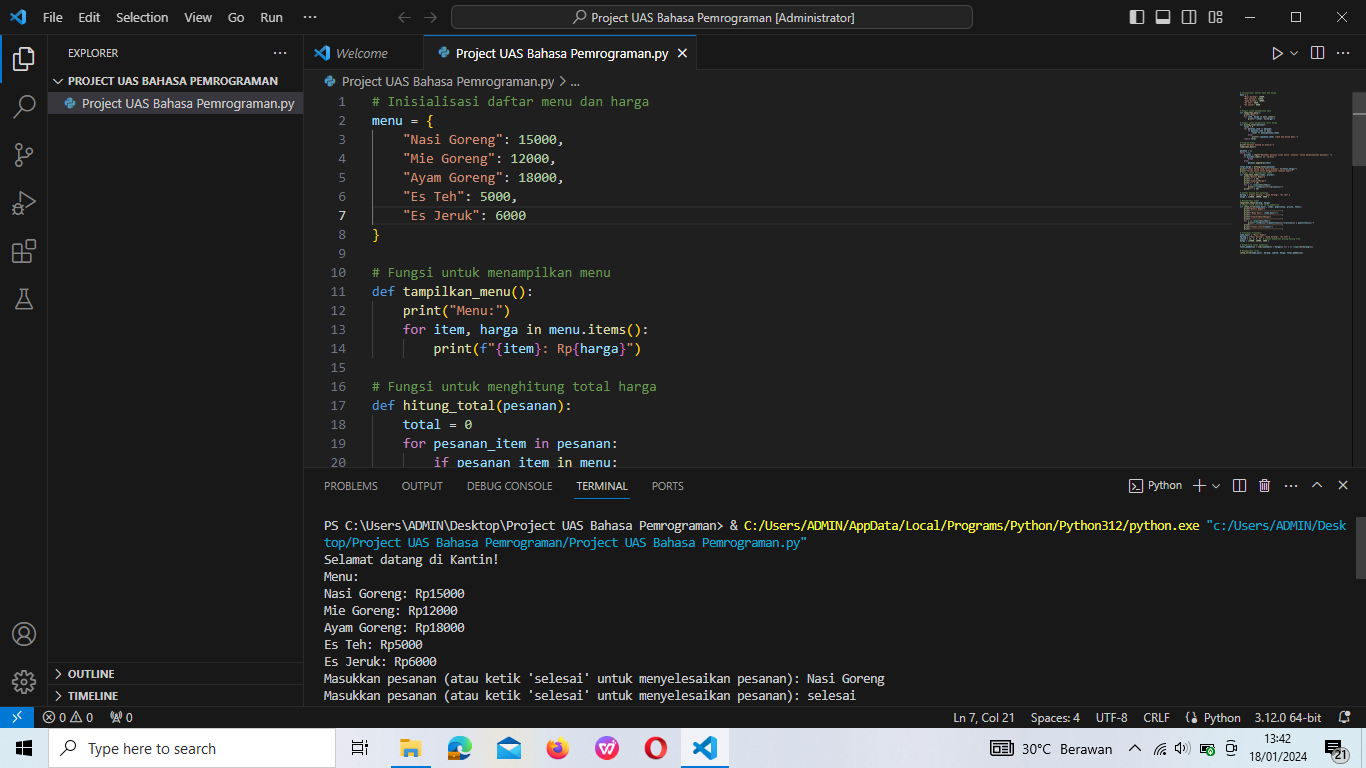 File Edit Selection View Go Run ···
Project UAS Bahasa Pemrograman [Administrator]
EXPLORER
Welcome
Project UAS Bahasa Pemrograman.py
PROJECT UAS BAHASA PEMROGRAMAN
Project UAS Bahasa Pemrograman.py
Project UAS Bahasa Pemrograman.py > ...
1 # Inisialisasi daftar menu dan harga
2 menu = {
3 "Nasi Goreng": 15000,
4 "Mie Goreng": 12000,
5 "Ayam Goreng": 18000,
6 "Es Teh": 5000,
7 "Es Jeruk": 6000
8 }
9
10 # Fungsi untuk menampilkan menu
11 def tampilkan_menu():
12 print("Menu:")
13 for item, harga in menu.items():
14 print(f"{item}: Rp{harga}")
15
16 # Fungsi untuk menghitung total harga
17 def hitung_total(pesanan):
18 total = 0
19 for pesanan_item in pesanan:
20 if pesanan_item in menu:
PROBLEMS OUTPUT DEBUG CONSOLE TERMINAL PORTS
Python
PS C:\Users\ADMIN\Desktop\Project UAS Bahasa Pemrograman> & C:/Users/ADMIN/AppData/Local/Programs/Python/Python312/python.exe "c:/Users/ADMIN/Desk
top/Project UAS Bahasa Pemrograman/Project UAS Bahasa Pemrograman.py"
Selamat datang di Kantin!
Menu:
Nasi Goreng: Rp15000
Mie Goreng: Rp12000
Ayam Goreng: Rp18000
Es Teh: Rp5000
Es Jeruk: Rp6000
Masukkan pesanan (atau ketik 'selesai' untuk menyelesaikan pesanan): Nasi Goreng
Masukkan pesanan (atau ketik 'selesai' untuk menyelesaikan pesanan): selesai
OUTLINE
TIMELINE
0 0 0
Ln 7, Col 21 Spaces: 4 UTF-8 CRLF Python 3.12.0 64-bit
Type here to search
30°C Berawan
13:42
18/01/2024
21